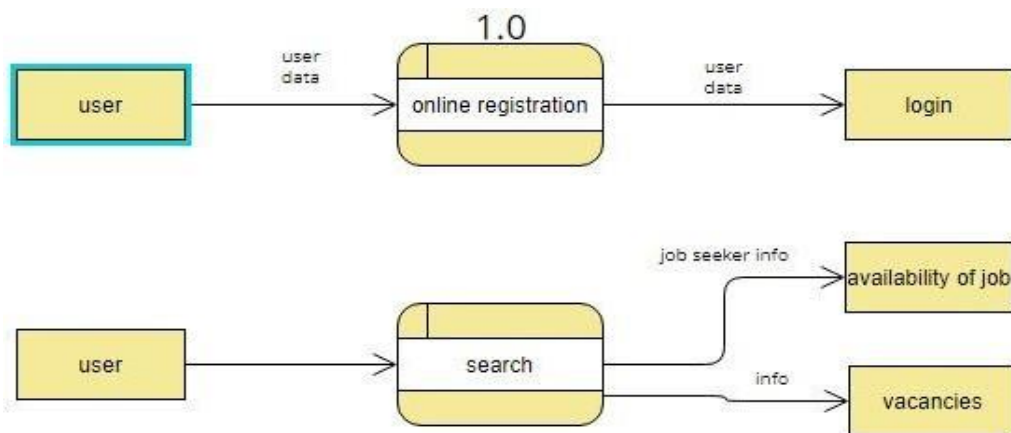 1.0
user
data
user
data
user
online registration
login
job seeker info
availability of job
user
search
info
vacancies